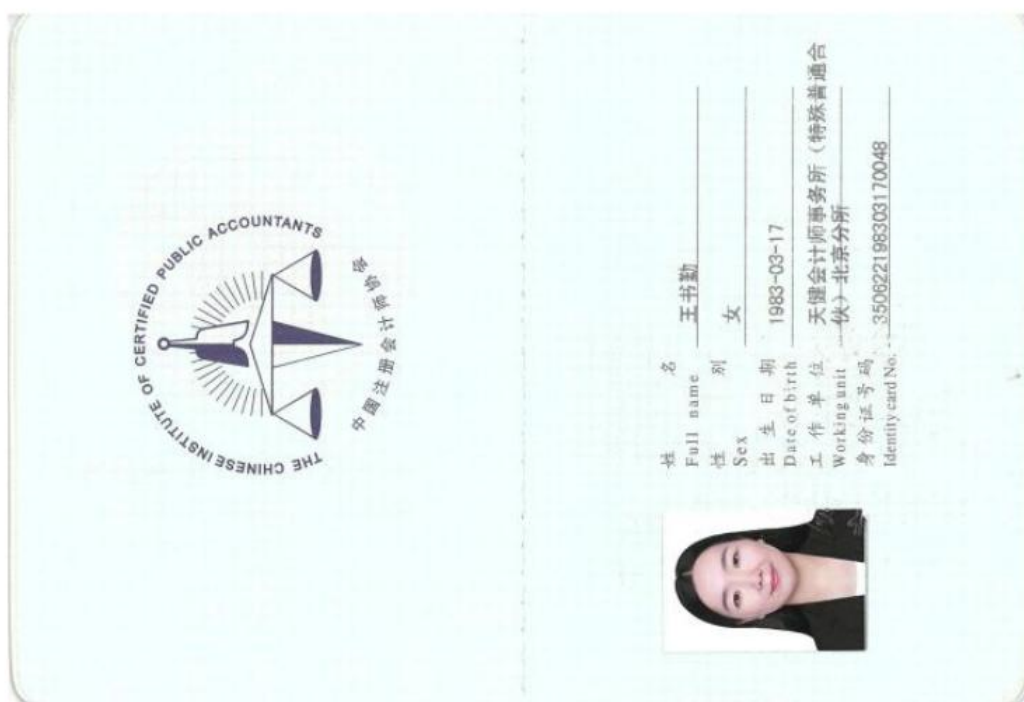 THE CHINESE INSTITUTE OF CERTIFIED PUBLIC ACCOUNTANTS
中国注册会计师协会
姓名 王书勤
Full name
性别 女
Sex
出生日期 1983-03-17
Date of birth
工作单位 天健会计师事务所（特殊普通合
Working unit 伙）北京分所
身份证号码 350622198303170048
Identity card No.